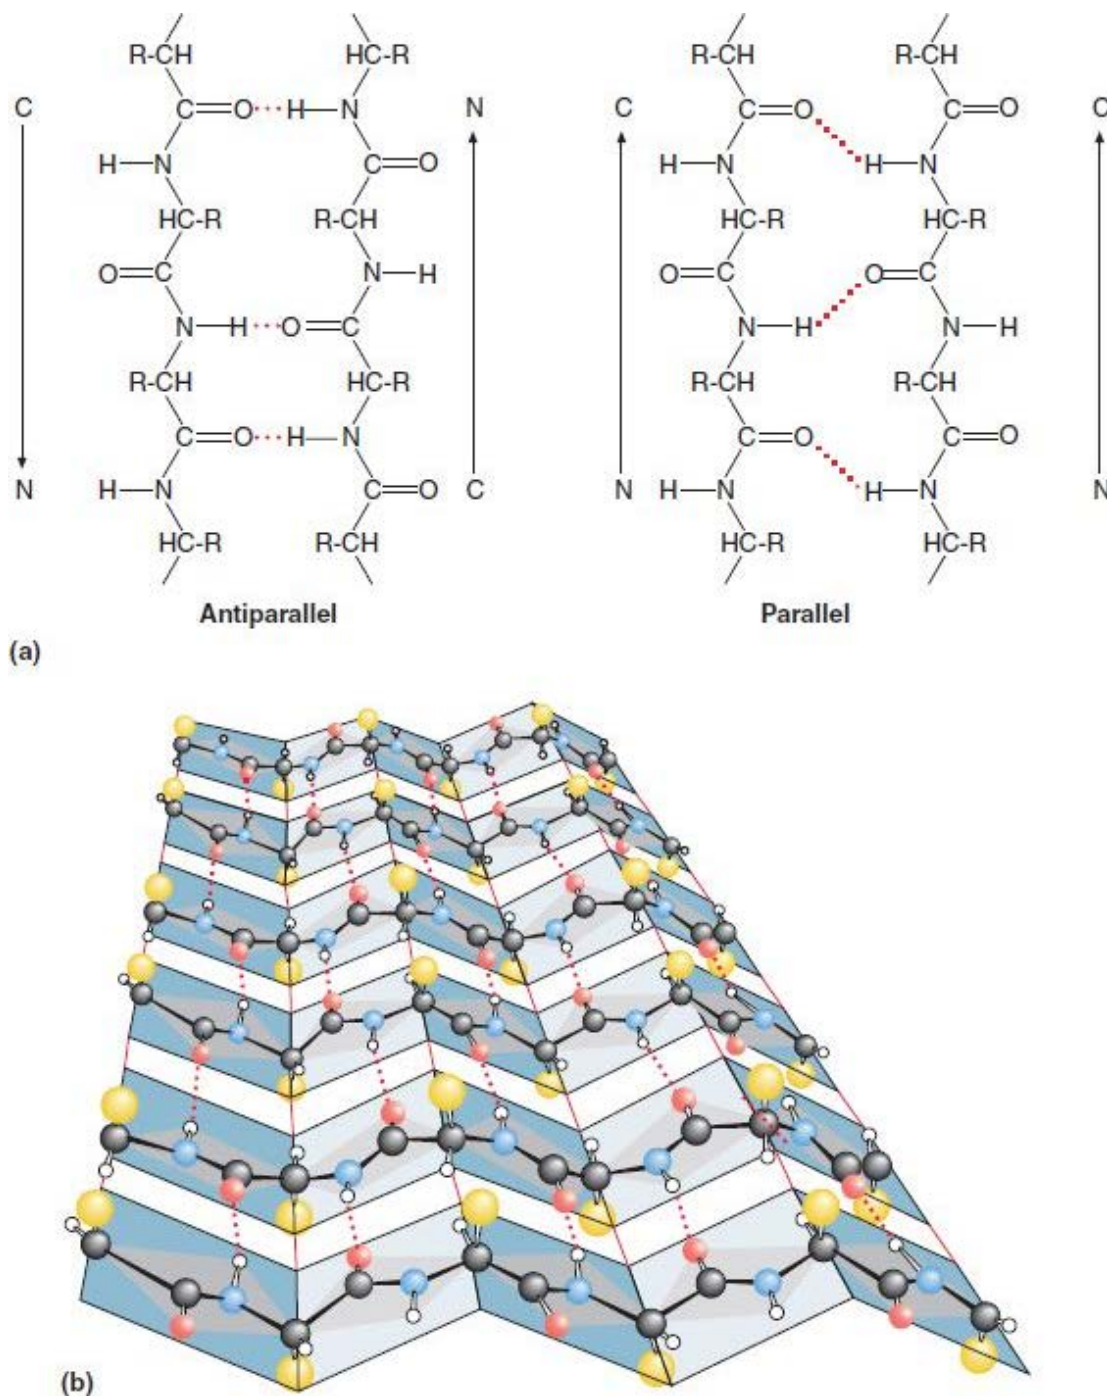 R-CH HC-R R-CH R-CH
C C=O H—N N C C=O C=O C
H—N C=O H—N H—N
HC-R R-CH HC-R HC-R
O=C N—H O=C O=C
N—H O=C N—H N—H
R-CH HC-R R-CH R-CH
C=O H—N C=O C=O
N H—N C=O C N H—N H—N N
HC-R R-CH HC-R HC-R
Antiparallel Parallel
(a)
(b)